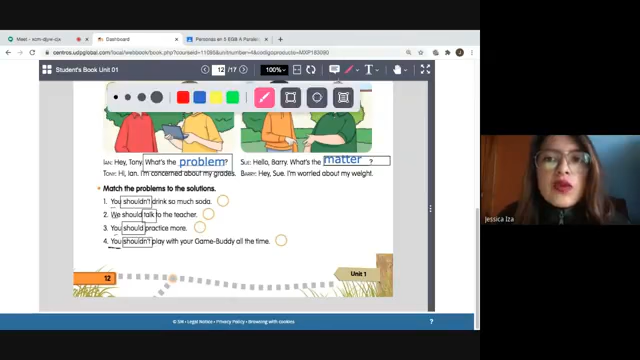 Meet - xcm-djyw-dza
Dashboard
Personas en 5 EGB A Paralelo
centros.udpglobal.com/local/webbook/book.php?courseid=11095&unitnumber=4&codigoproducto=MXP183090
Student's Book Unit 01
12 /17
100%
IAN: Hey, Tony. What's the problem?
TONY: Hi, Ian. I'm concerned about my grades.
SUE: Hello, Barry. What's the matter ?
BARRY: Hey, Sue. I'm worried about my weight.
Match the problems to the solutions.
1. You shouldn't drink so much soda.
2. We should talk to the teacher.
3. You should practice more.
4. You shouldn't play with your Game-Buddy all the time.
12
Unit 1
© SM • Legal Notices • Privacy Policy • Browsing with cookies
?
Jessica Iza